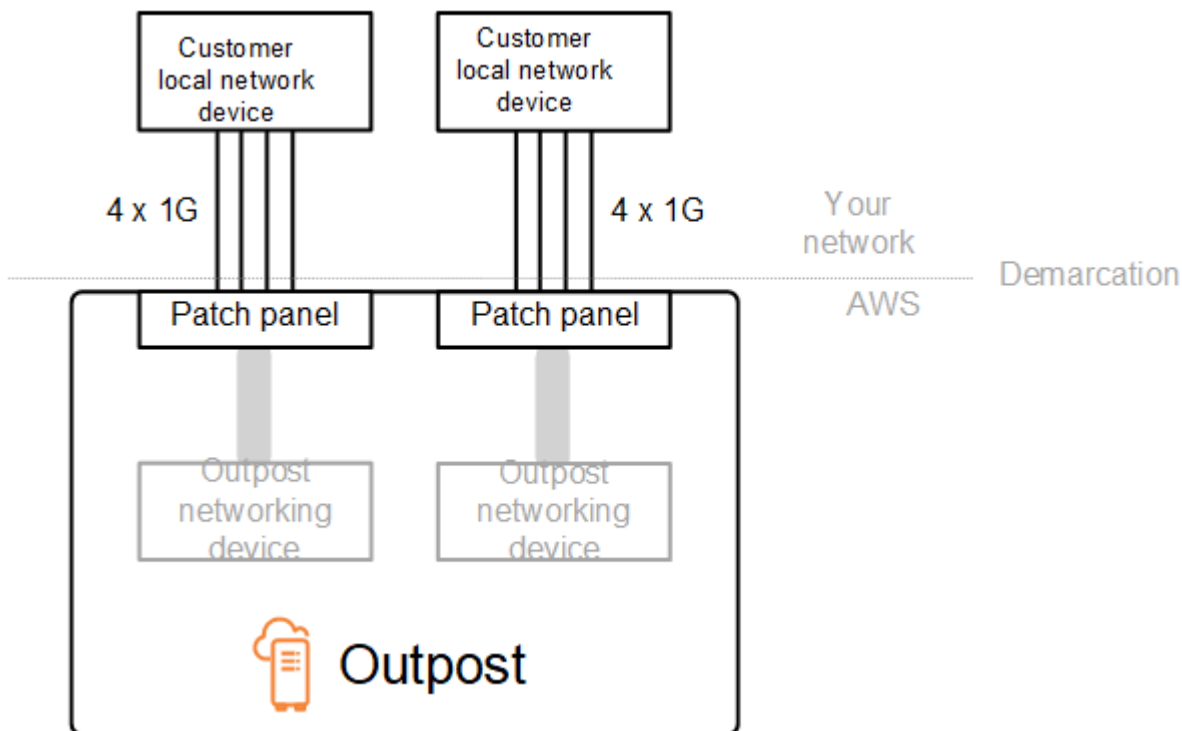 Customer
local network
device
Customer
local network
device
4 x 1G
4 x 1G
Your
network
Demarcation
AWS
Patch panel
Patch panel
Outpost
networking
device
Outpost
networking
device
Outpost